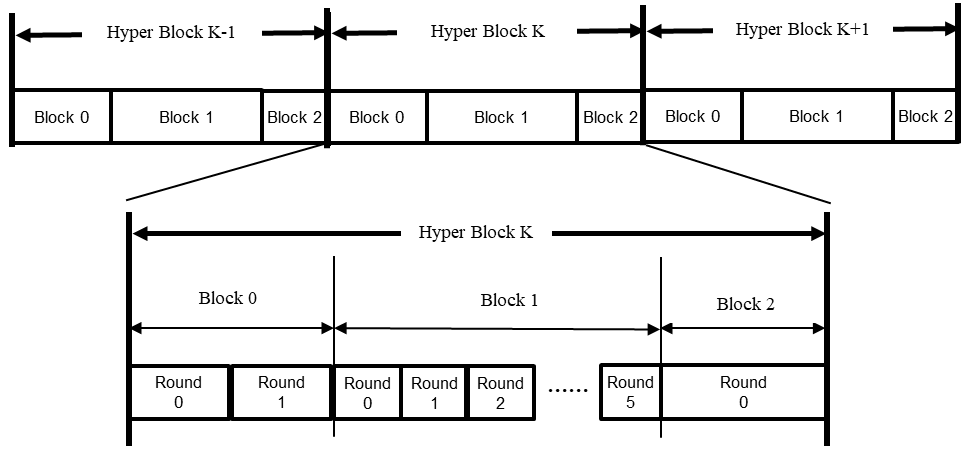 Hyper Block K-1 Hyper Block K Hyper Block K+1
Block 0 Block 1 Block 2 Block 0 Block 1 Block 2 Block 0 Block 1 Block 2
Hyper Block K
Block 0 Block 1 Block 2
Round Round Round Round Round ...... Round Round
0 1 0 1 2 5 0